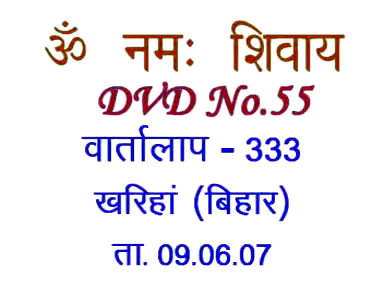 ॐ नमः शिवाय
DVD No.55
वार्तालाप - 333
खरिहां (बिहार)
ता. 09.06.07